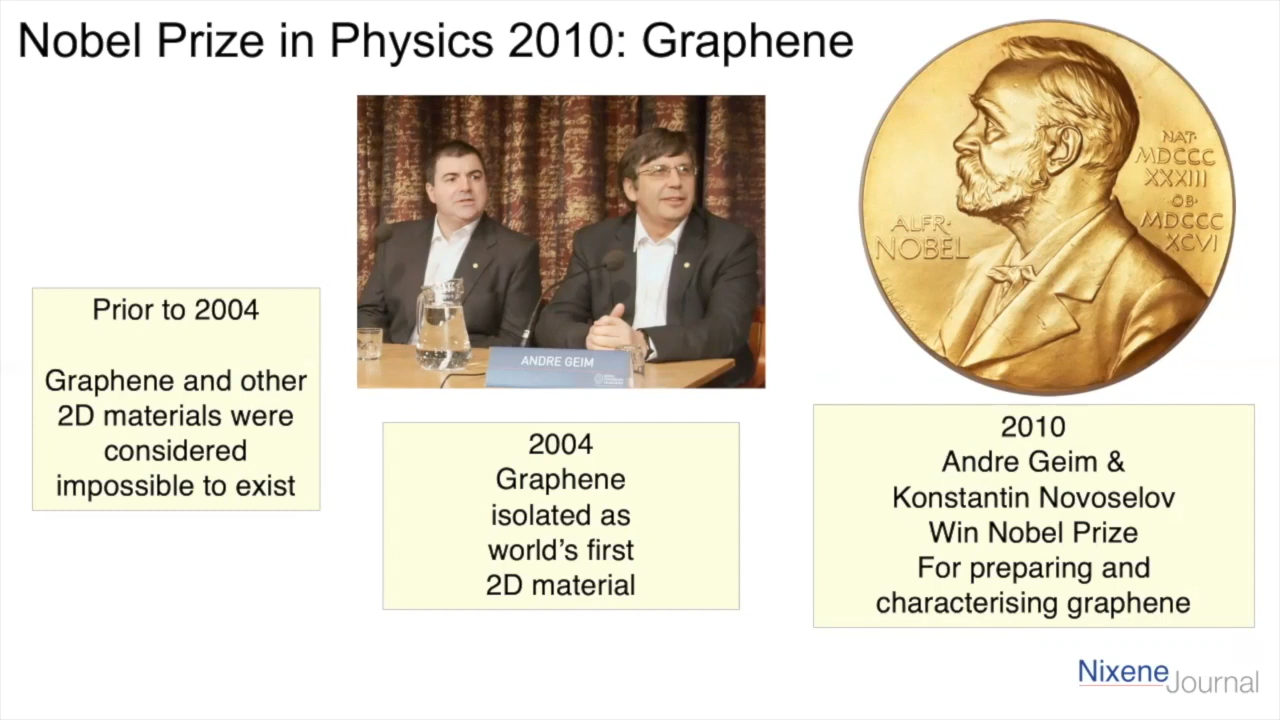 Nobel Prize in Physics 2010: Graphene
ALFR·
NOBEL
NAT·
MDCCC
XXXIII
OB·
MDCCC
XCVI
ANDRE GEIM
Prior to 2004
Graphene and other
2D materials were
considered
impossible to exist
2004
Graphene
isolated as
world's first
2D material
2010
Andre Geim &
Konstantin Novoselov
Win Nobel Prize
For preparing and
characterising graphene
Nixene
Journal